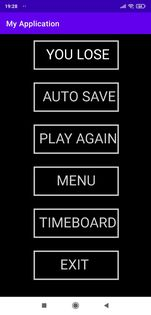 19:28
My Application
YOU LOSE
AUTO SAVE
PLAY AGAIN
MENU
TIMEBOARD
EXIT